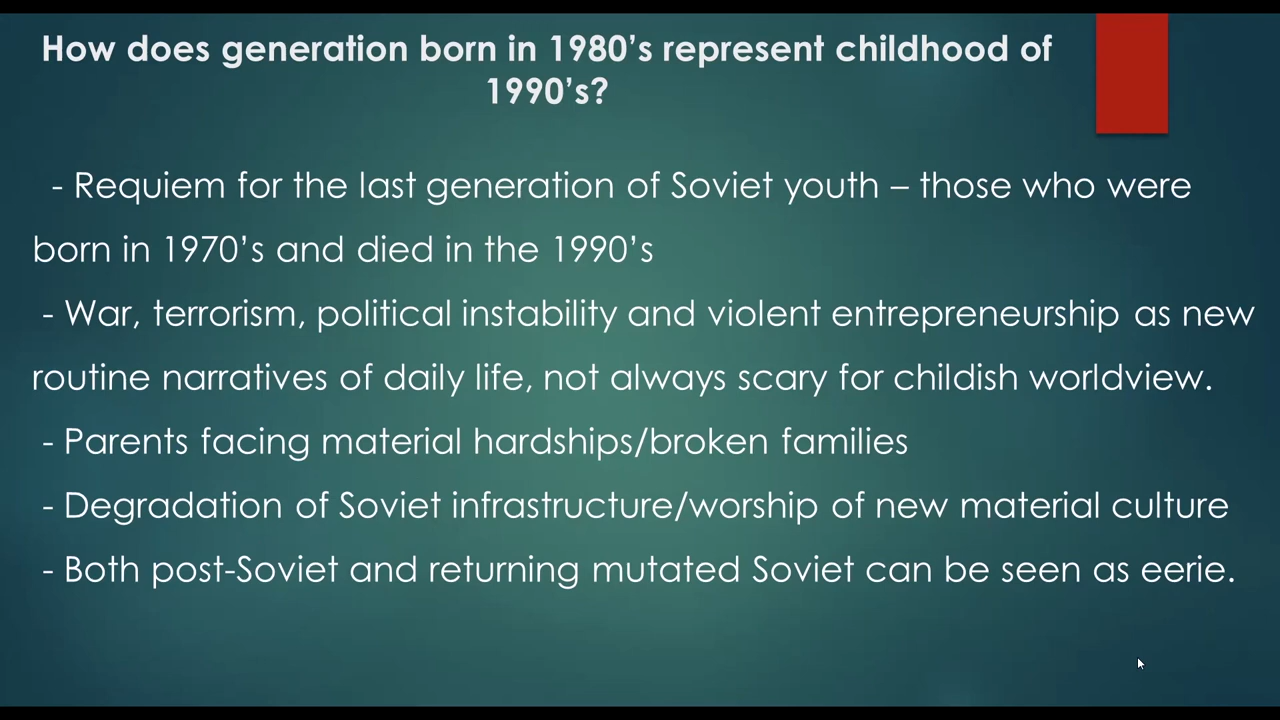 How does generation born in 1980’s represent childhood of
1990’s?
- Requiem for the last generation of Soviet youth – those who were
born in 1970’s and died in the 1990’s
- War, terrorism, political instability and violent entrepreneurship as new
routine narratives of daily life, not always scary for childish worldview.
- Parents facing material hardships/broken families
- Degradation of Soviet infrastructure/worship of new material culture
- Both post-Soviet and returning mutated Soviet can be seen as eerie.